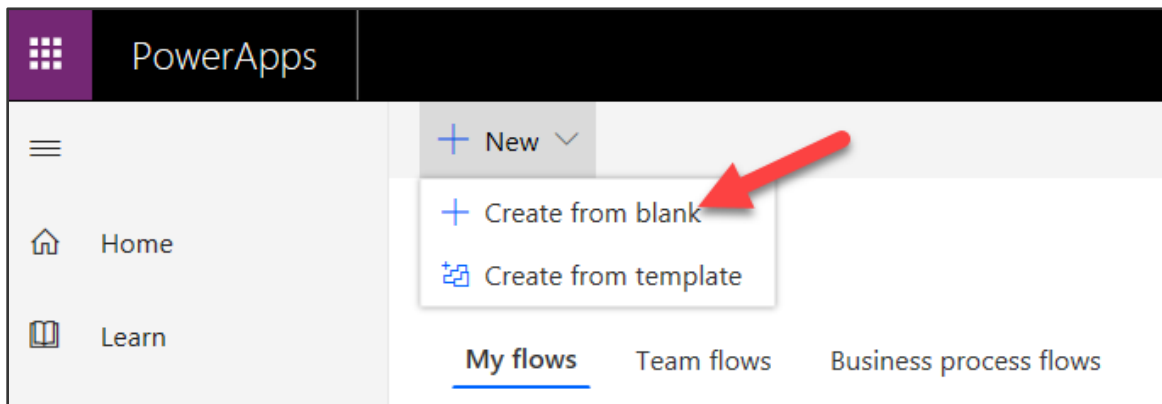 PowerApps
New
Create from blank
Home
Create from template
Learn
My flows Team flows Business process flows